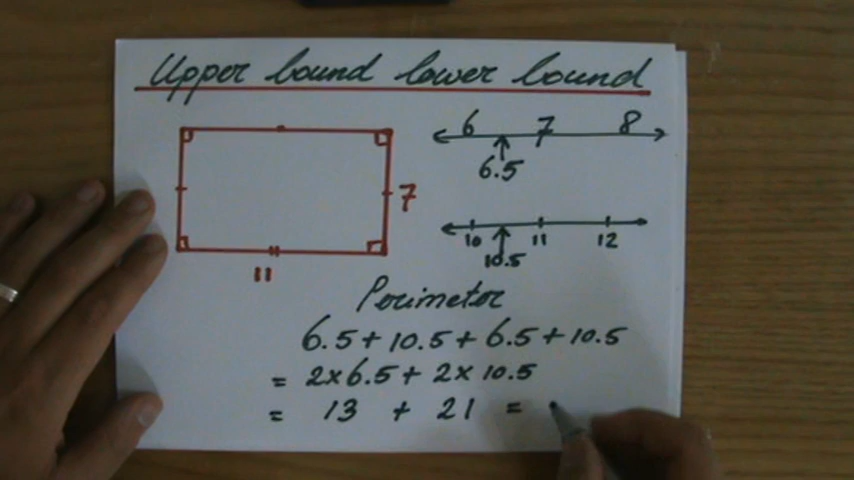 Upper bound lower bound
6 7 8
6.5
7
10 11 12
10.5
11
Perimeter
6.5 + 10.5 + 6.5 + 10.5
= 2×6.5 + 2×10.5
= 13 + 21 =